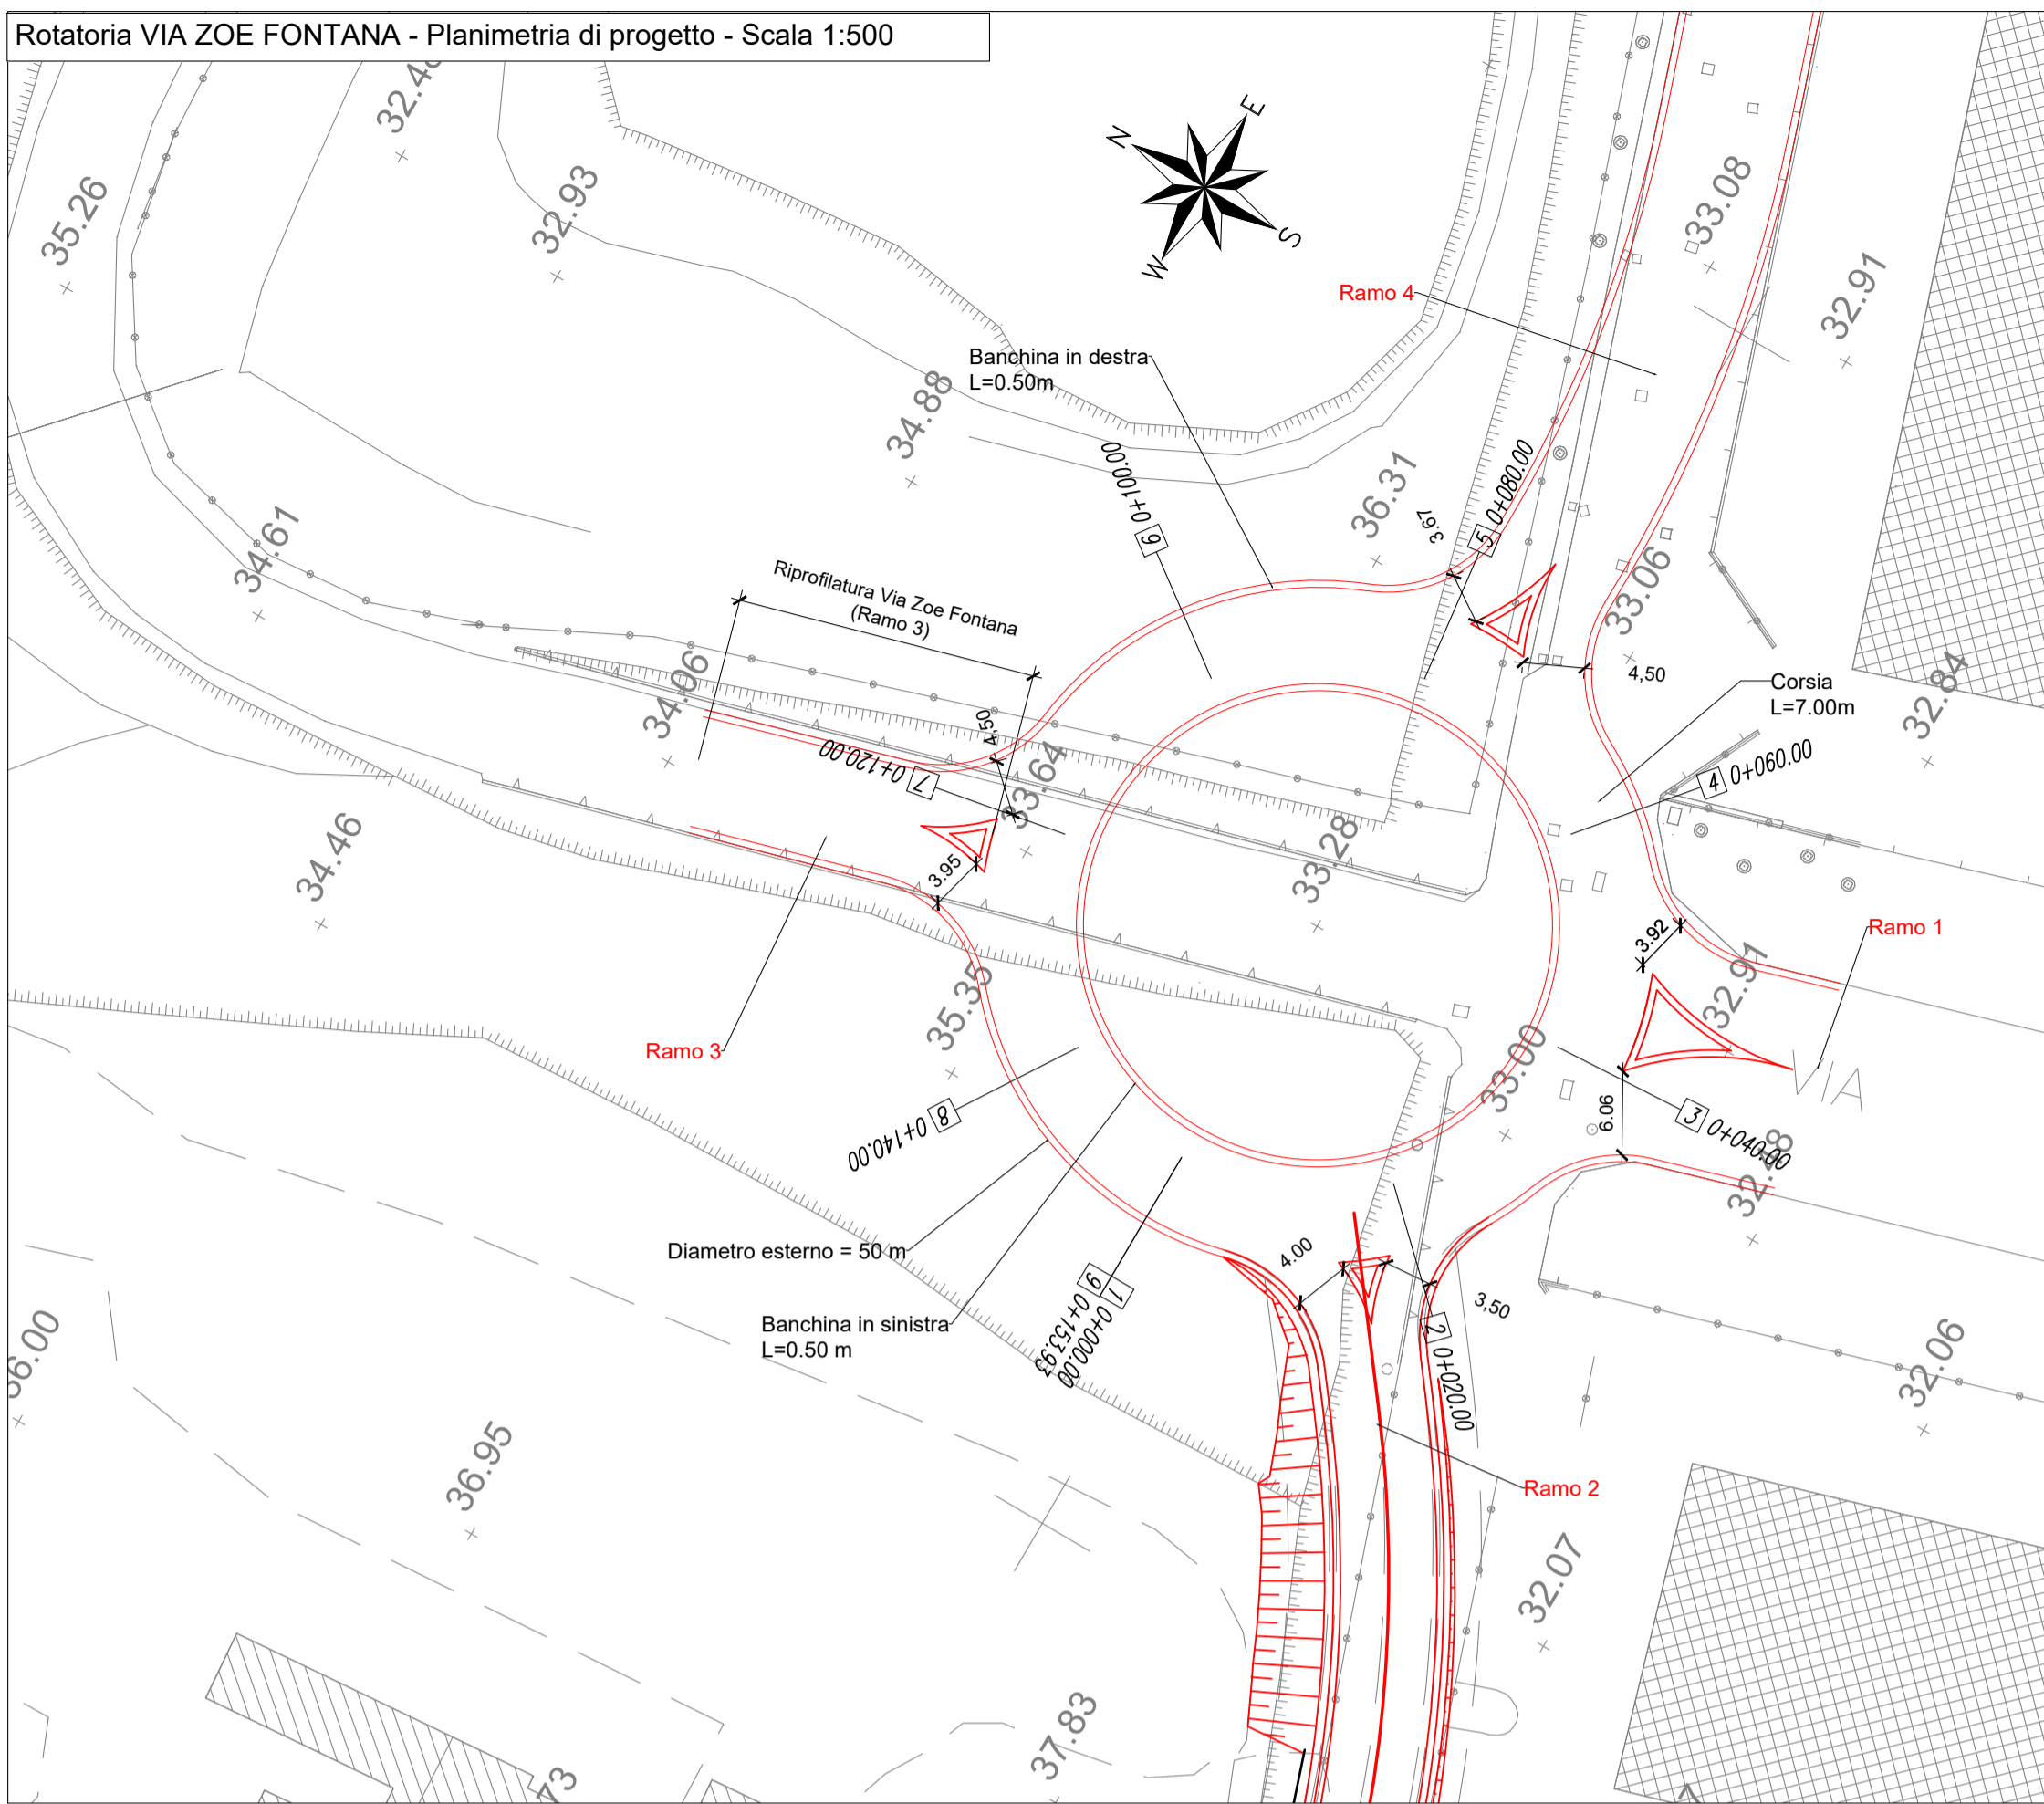 Rotatoria VIA ZOE FONTANA - Planimetria di progetto - Scala 1:500
N
E
S
W
35.26
32.93
33.08
32.91
Ramo 4
Banchina in destra
L=0.50m
34.88
36.31
6 0+100.00
5 0+080.00
3.67
34.61
Riprofilatura Via Zoe Fontana
(Ramo 3)
33.06
4,50
34.06
Corsia
L=7.00m
32.84
4,50
7 0+120.00
33.64
4 0+060.00
34.46
33.28
3.95
3.92
Ramo 1
32.91
35.35
Ramo 3
33.00
VIA
8 0+140.00
6.06
3 0+040.00
32.48
Diametro esterno = 50 m
4.00
3,50
Banchina in sinistra
L=0.50 m
9 0+153.93
1 0+000.00
2 0+020.00
36.00
32.06
36.95
Ramo 2
32.07
37.83
73